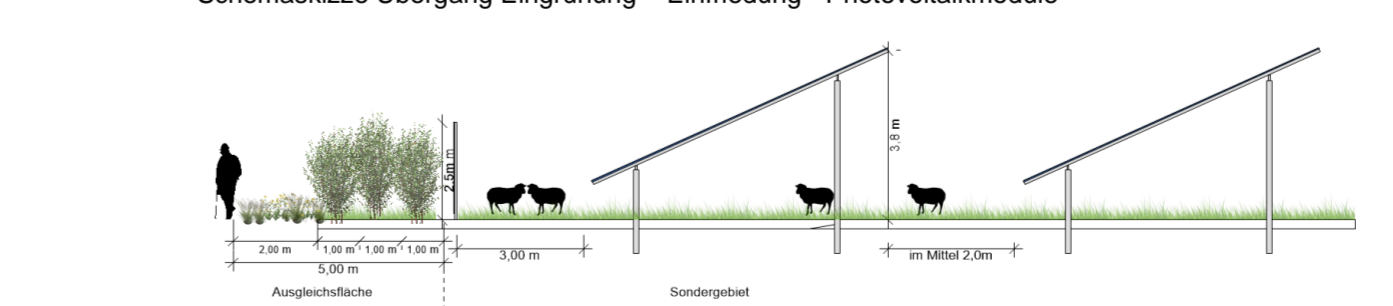 Schemaskizze Übergang Eingrünung - Einfriedung - Photovoltaikmodule
3.8 m
2.5m m
2,00 m
1,00 m 1,00 m 1,00 m
5,00 m
3,00 m
im Mittel 2,0m
Ausgleichsfläche
Sondergebiet